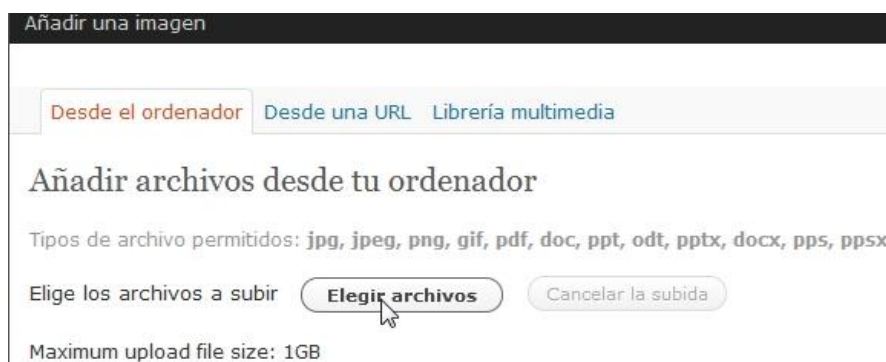 Añadir una imagen
Desde el ordenador Desde una URL Librería multimedia
Añadir archivos desde tu ordenador
Tipos de archivo permitidos: jpg, jpeg, png, gif, pdf, doc, ppt, odt, pptx, docx, pps, ppsx
Elige los archivos a subir Elegir archivos Cancelar la subida
Maximum upload file size: 1GB